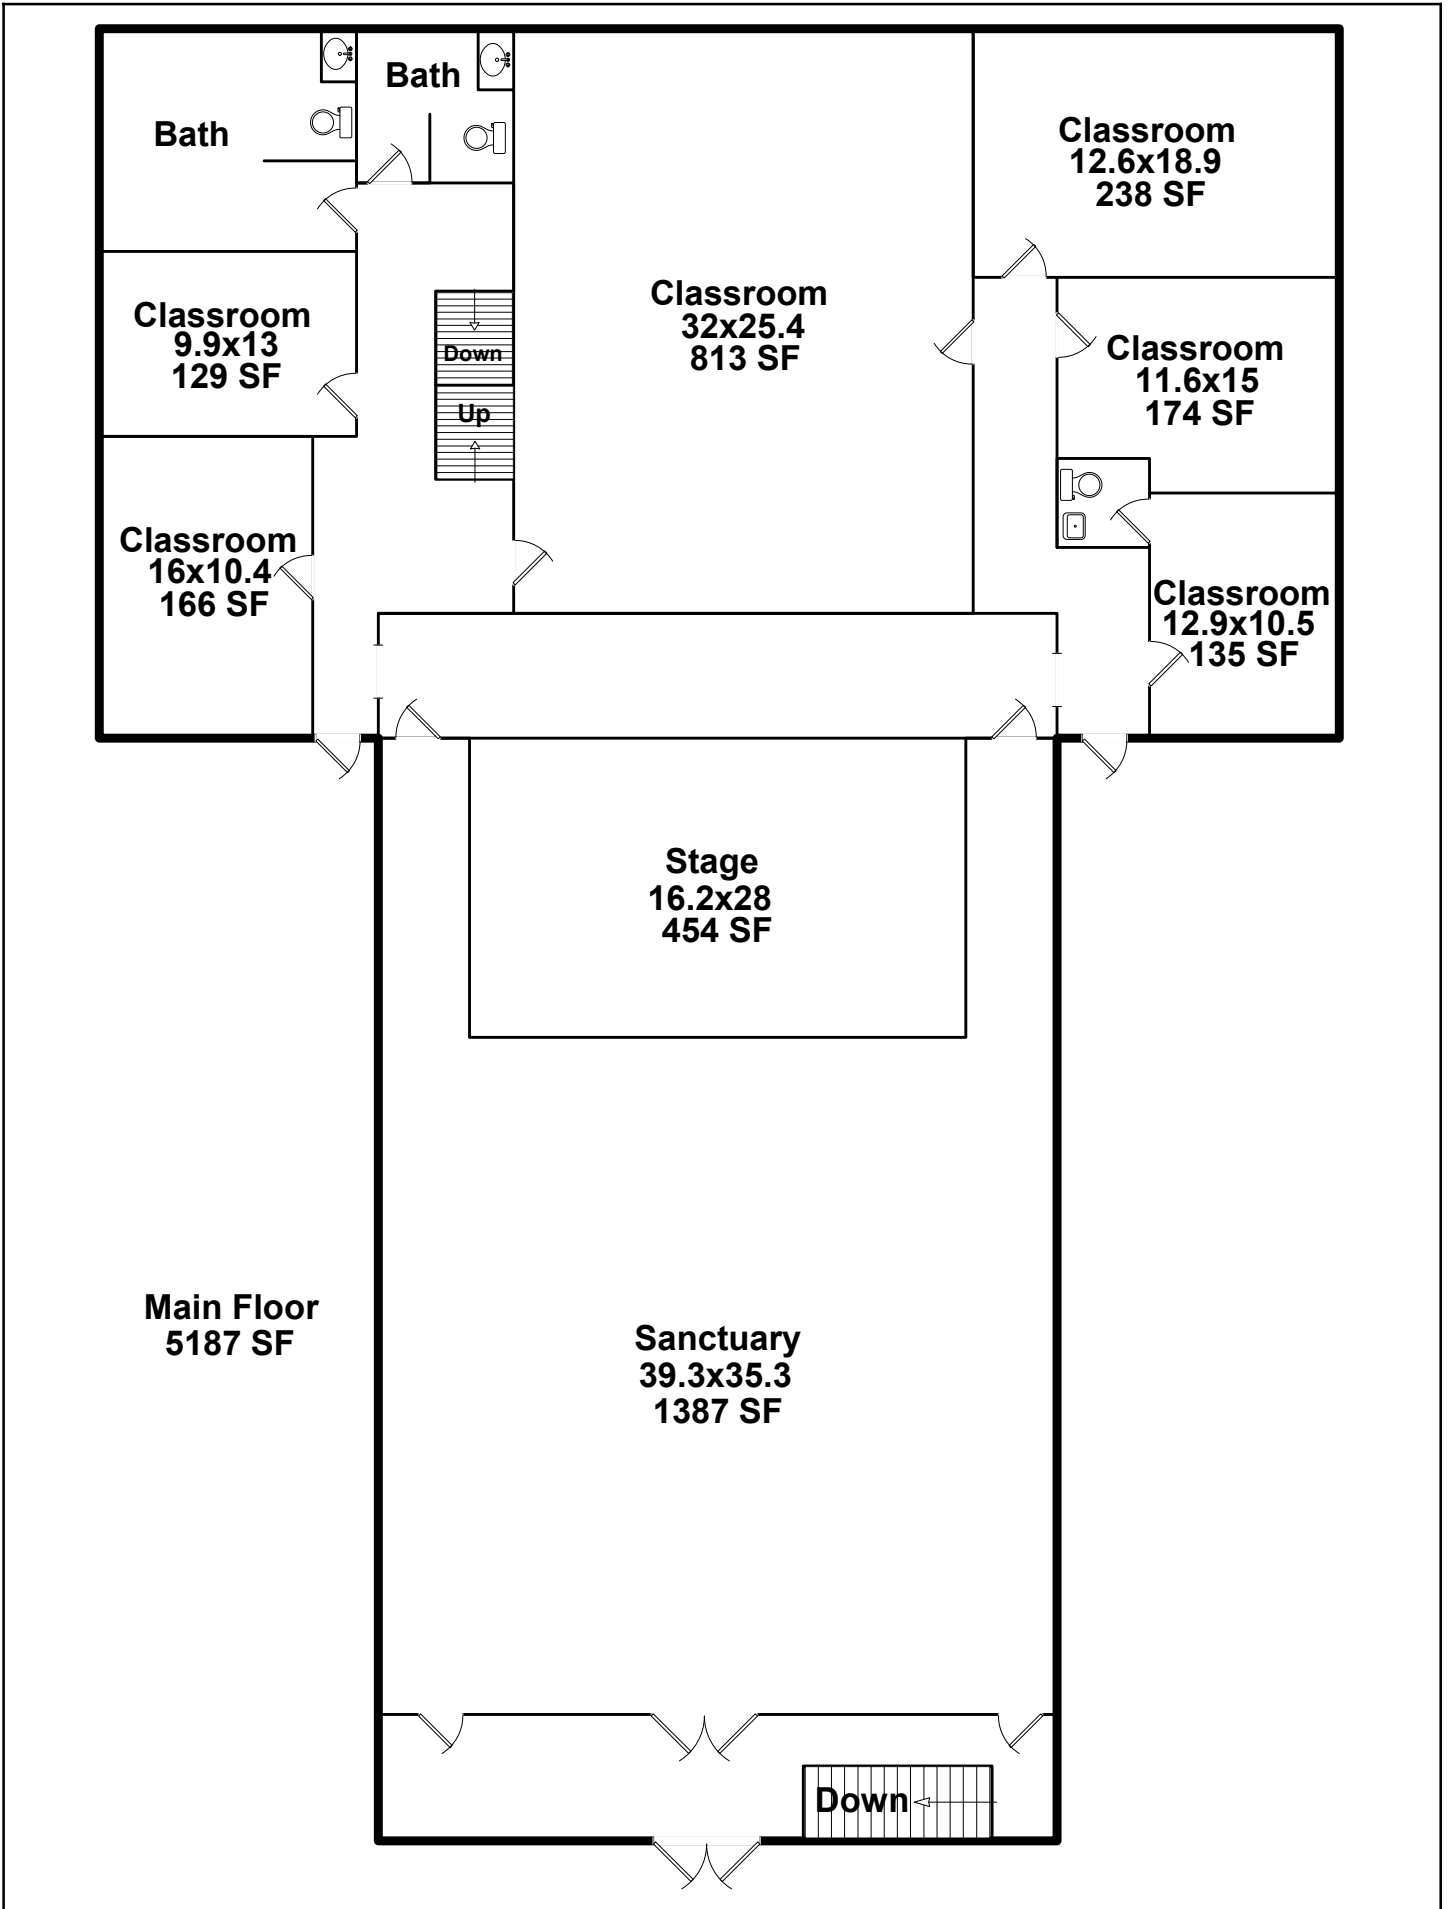 Bath
Bath
Classroom
12.6x18.9
238 SF
Classroom
9.9x13
129 SF
Down
Up
Classroom
32x25.4
813 SF
Classroom
11.6x15
174 SF
Classroom
16x10.4
166 SF
Classroom
12.9x10.5
135 SF
Stage
16.2x28
454 SF
Main Floor
5187 SF
Sanctuary
39.3x35.3
1387 SF
Down